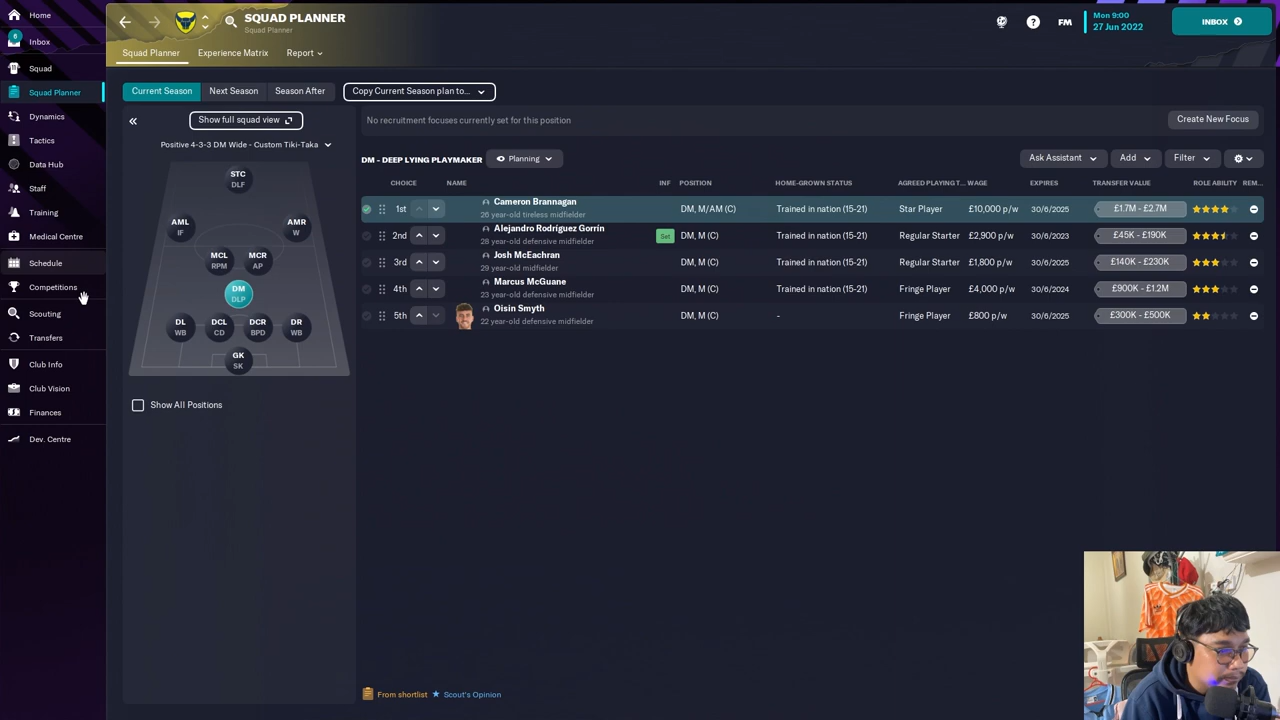 Home
SQUAD PLANNER
Squad Planner
FM
Mon 9:00
27 Jun 2022
INBOX
6
Inbox
Squad
Squad Planner
Dynamics
Tactics
Data Hub
Staff
Training
Medical Centre
Schedule
Competitions
Scouting
Transfers
Club Info
Club Vision
Finances
Dev. Centre
Squad Planner Experience Matrix Report
Current Season Next Season Season After Copy Current Season plan to...
Show full squad view
Positive 4-3-3 DM Wide - Custom Tiki-Taka
STC
DLF
AML
IF
AMR
W
MCL
RPM
MCR
AP
DM
DLP
DL
WB
DCL
CD
DCR
BPD
DR
WB
GK
SK
Show All Positions
No recruitment focuses currently set for this position
Create New Focus
DM - DEEP LYING PLAYMAKER Planning Ask Assistant Add Filter
CHOICE NAME INF POSITION HOME-GROWN STATUS AGREED PLAYING T... WAGE EXPIRES TRANSFER VALUE ROLE ABILITY REM...
1st Cameron Brannagan DM, M/AM (C) Trained in nation (15-21) Star Player £10,000 p/w 30/6/2025 £1.7M - £2.7M
26 year-old tireless midfielder
2nd Alejandro Rodríguez Gorrín Set DM, M (C) Trained in nation (15-21) Regular Starter £2,900 p/w 30/6/2023 £45K - £190K
28 year-old defensive midfielder
3rd Josh McEachran DM, M (C) Trained in nation (15-21) Regular Starter £1,800 p/w 30/6/2025 £140K - £230K
29 year-old midfielder
4th Marcus McGuane DM, M (C) Trained in nation (15-21) Fringe Player £4,000 p/w 30/6/2024 £900K - £1.2M
23 year-old defensive midfielder
5th Oisin Smyth DM, M (C) - Fringe Player £800 p/w 30/6/2025 £300K - £500K
22 year-old defensive midfielder
From shortlist Scout's Opinion